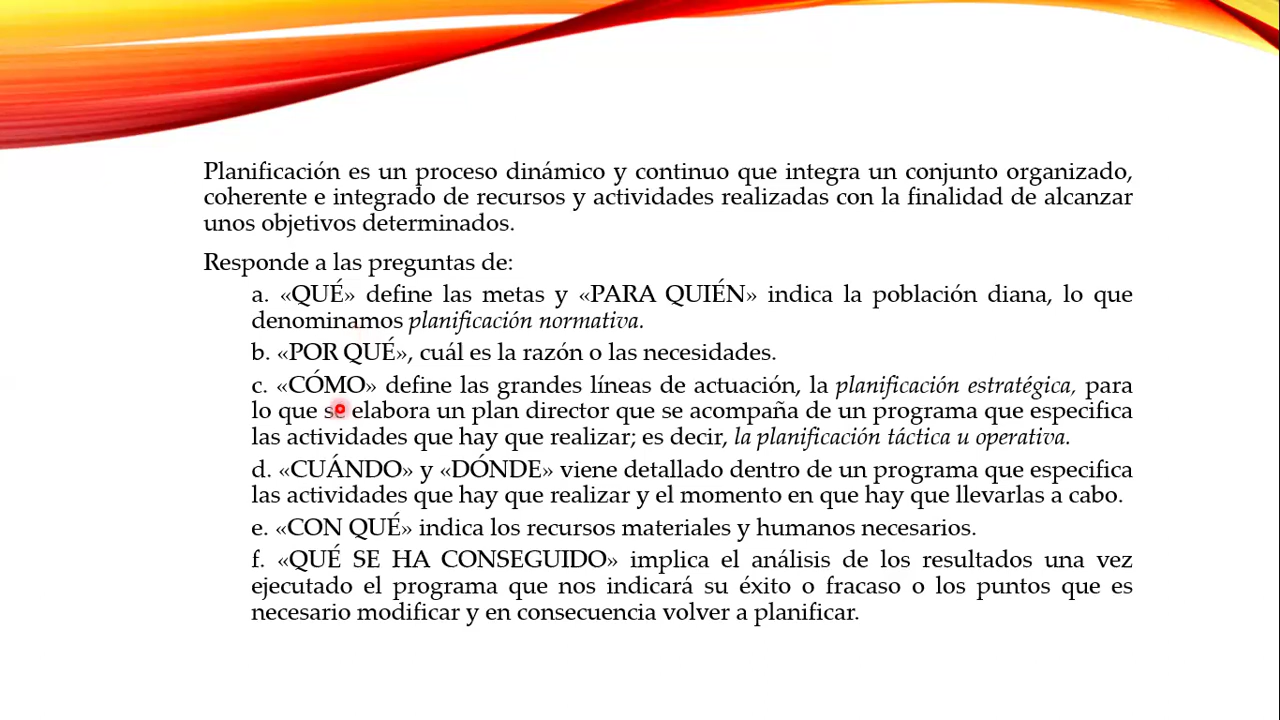 Planificación es un proceso dinámico y continuo que integra un conjunto organizado,
coherente e integrado de recursos y actividades realizadas con la finalidad de alcanzar
unos objetivos determinados.
Responde a las preguntas de:
a. «QUÉ» define las metas y «PARA QUIÉN» indica la población diana, lo que
denominamos planificación normativa.
b. «POR QUÉ», cuál es la razón o las necesidades.
c. «CÓMO» define las grandes líneas de actuación, la planificación estratégica, para
lo que se elabora un plan director que se acompaña de un programa que especifica
las actividades que hay que realizar; es decir, la planificación táctica u operativa.
d. «CUÁNDO» y «DÓNDE» viene detallado dentro de un programa que especifica
las actividades que hay que realizar y el momento en que hay que llevarlas a cabo.
e. «CON QUÉ» indica los recursos materiales y humanos necesarios.
f. «QUÉ SE HA CONSEGUIDO» implica el análisis de los resultados una vez
ejecutado el programa que nos indicará su éxito o fracaso o los puntos que es
necesario modificar y en consecuencia volver a planificar.